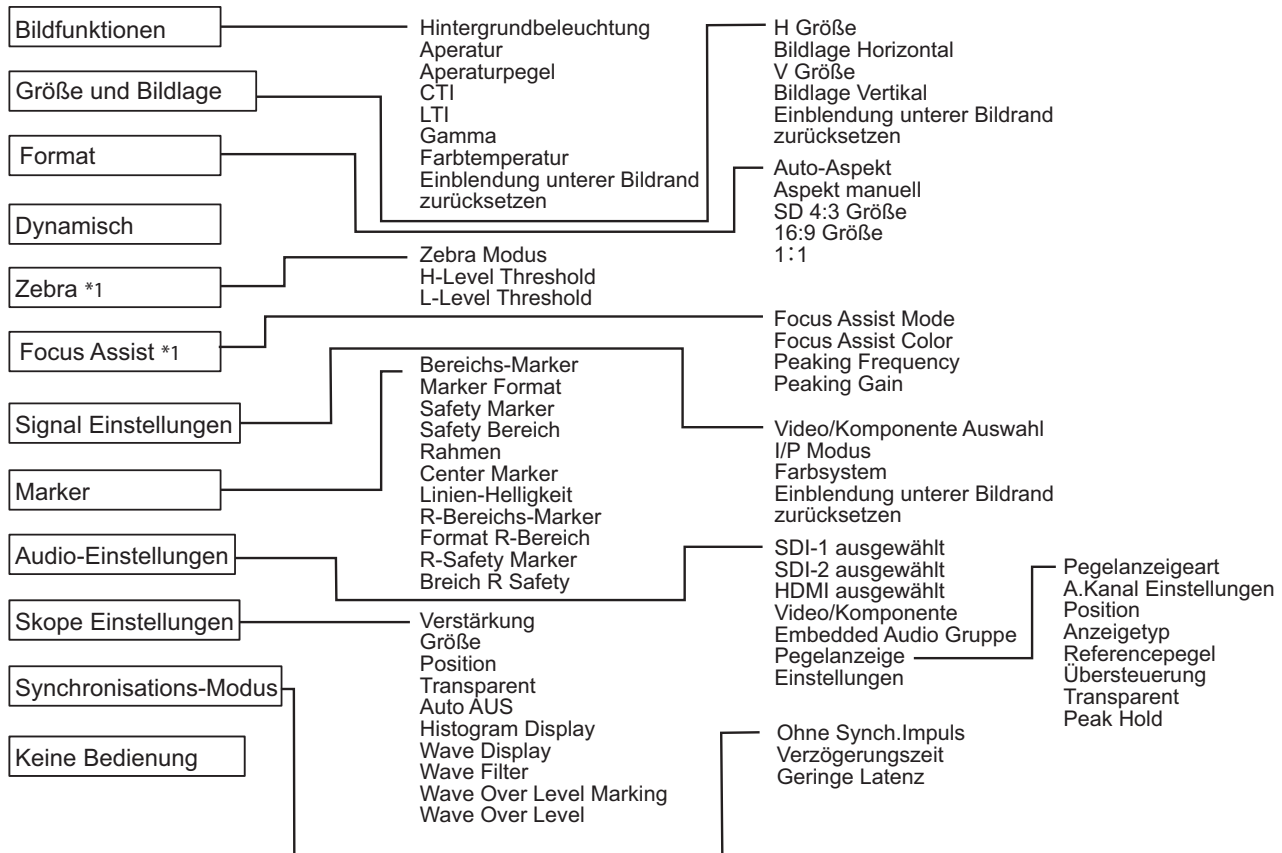 Bildfunktionen
Größe und Bildlage
Format
Dynamisch
Zebra *1
Focus Assist *1
Signal Einstellungen
Marker
Audio-Einstellungen
Skope Einstellungen
Synchronisations-Modus
Keine Bedienung
Hintergrundbeleuchtung
Aperatur
Aperaturpegel
CTI
LTI
Gamma
Farbtemperatur
Einblendung unterer Bildrand
zurücksetzen
Zebra Modus
H-Level Threshold
L-Level Threshold
Bereichs-Marker
Marker Format
Safety Marker
Safety Bereich
Rahmen
Center Marker
Linien-Helligkeit
R-Bereichs-Marker
Format R-Bereich
R-Safety Marker
Breich R Safety
Verstärkung
Größe
Position
Transparent
Auto AUS
Histogram Display
Wave Display
Wave Filter
Wave Over Level Marking
Wave Over Level
H Größe
Bildlage Horizontal
V Größe
Bildlage Vertikal
Einblendung unterer Bildrand
zurücksetzen
Auto-Aspekt
Aspekt manuell
SD 4:3 Größe
16:9 Größe
1:1
Focus Assist Mode
Focus Assist Color
Peaking Frequency
Peaking Gain
Video/Komponente Auswahl
I/P Modus
Farbsystem
Einblendung unterer Bildrand
zurücksetzen
SDI-1 ausgewählt
SDI-2 ausgewählt
HDMI ausgewählt
Video/Komponente
Embedded Audio Gruppe
Pegelanzeige
Einstellungen
Ohne Synch.Impuls
Verzögerungszeit
Geringe Latenz
Pegelanzeigeart
A.Kanal Einstellungen
Position
Anzeigetyp
Referencepegel
Übersteuerung
Transparent
Peak Hold